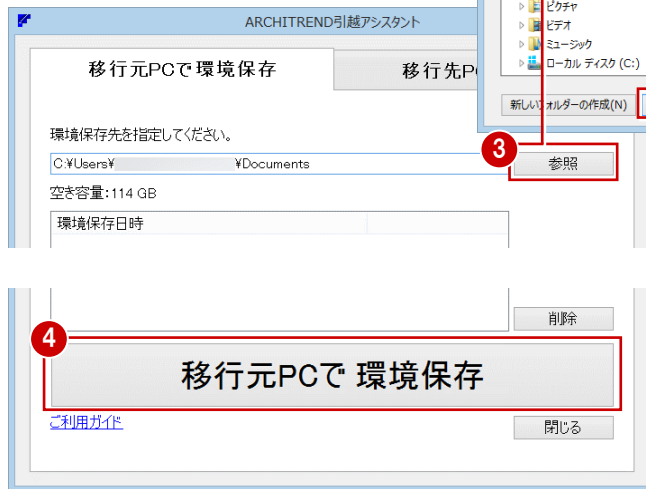 ピクチャ
ビデオ
ミュージック
ローカル ディスク (C:)
新しいフォルダーの作成(N)
ARCHITREND引越アシスタント
移行元PCで環境保存
移行先P
環境保存先を指定してください。
C:¥Users¥ ¥Documents
3
参照
空き容量:114 GB
環境保存日時
削除
4
移行元PCで 環境保存
ご利用ガイド
閉じる